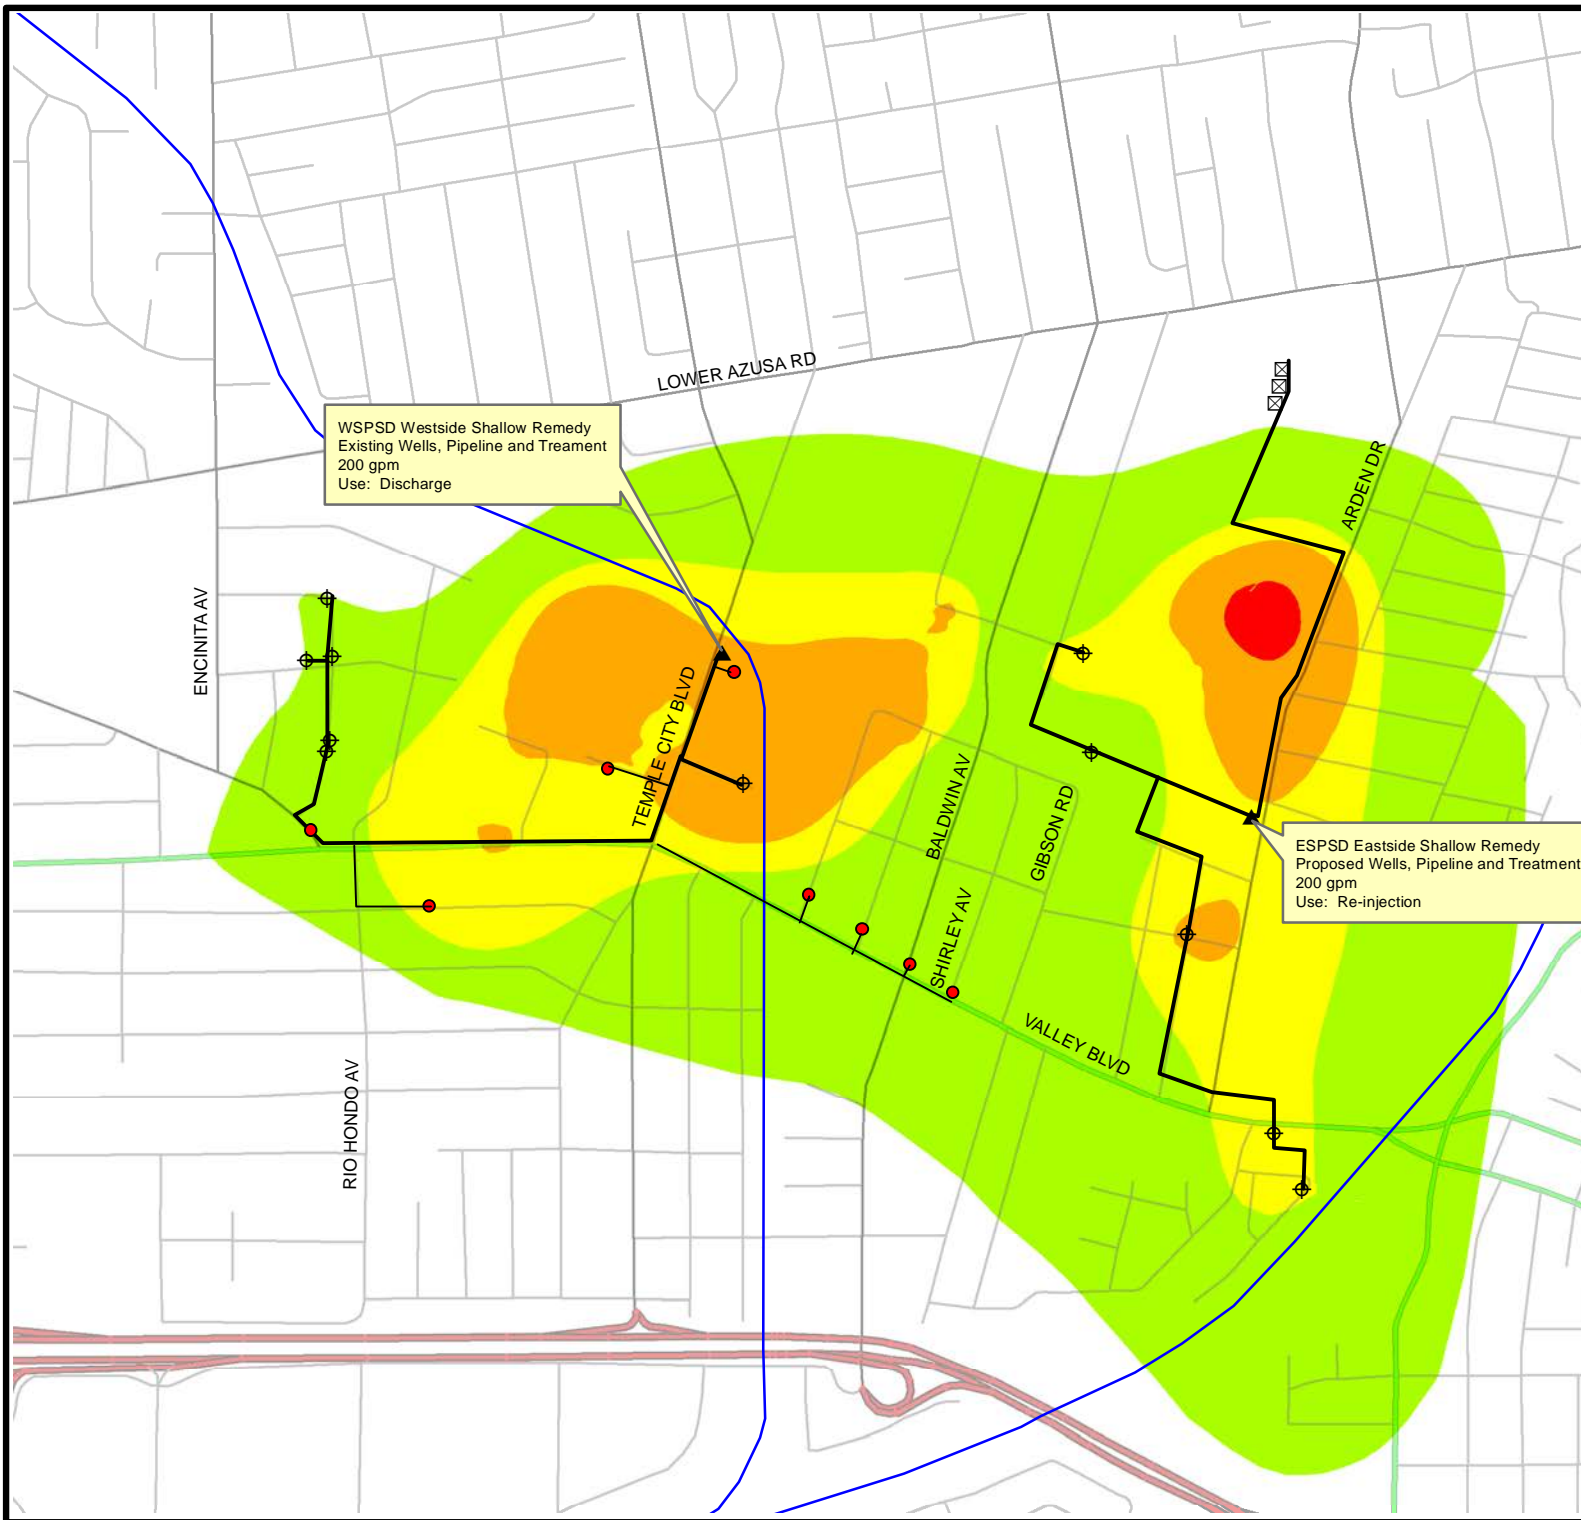 LOWER AZUSA RD
WSPSD Westside Shallow Remedy
Existing Wells, Pipeline and Treament
200 gpm
Use: Discharge
ARDEN DR
ENCINITA AV
TEMPLE CITY BLVD
BALDWIN AV
GIBSON RD
ESPSD Eastside Shallow Remedy
Proposed Wells, Pipeline and Treatment
200 gpm
Use: Re-injection
SHIRLEY AV
VALLEY BLVD
RIO HONDO AV